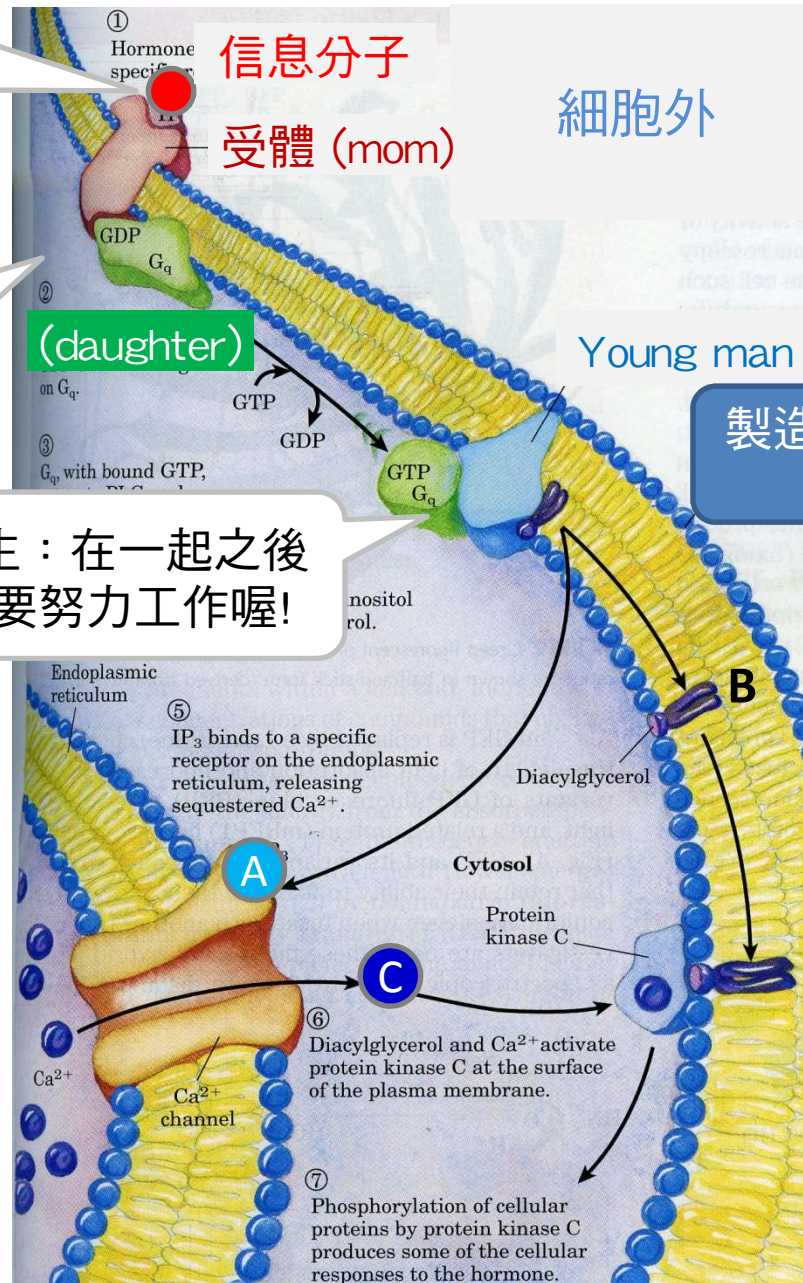 ①
Hormone
信息分子
細胞外
受體 (mom)
GDP
Gq
②
(daughter)
on Gq.
GTP
GDP
Young man
製造
③
Gq, with bound GTP,
GTP
Gq
：在一起之後
要努力工作喔!
nositol
rol.
Endoplasmic
reticulum
⑤
IP₃ binds to a specific
receptor on the endoplasmic
reticulum, releasing
sequestered Ca²⁺.
B
Diacylglycerol
A
Cytosol
Protein
kinase C
C
⑥
Diacylglycerol and Ca²⁺ activate
protein kinase C at the surface
of the plasma membrane.
Ca²⁺
Ca²⁺
channel
⑦
Phosphorylation of cellular
proteins by protein kinase C
produces some of the cellular
responses to the hormone.